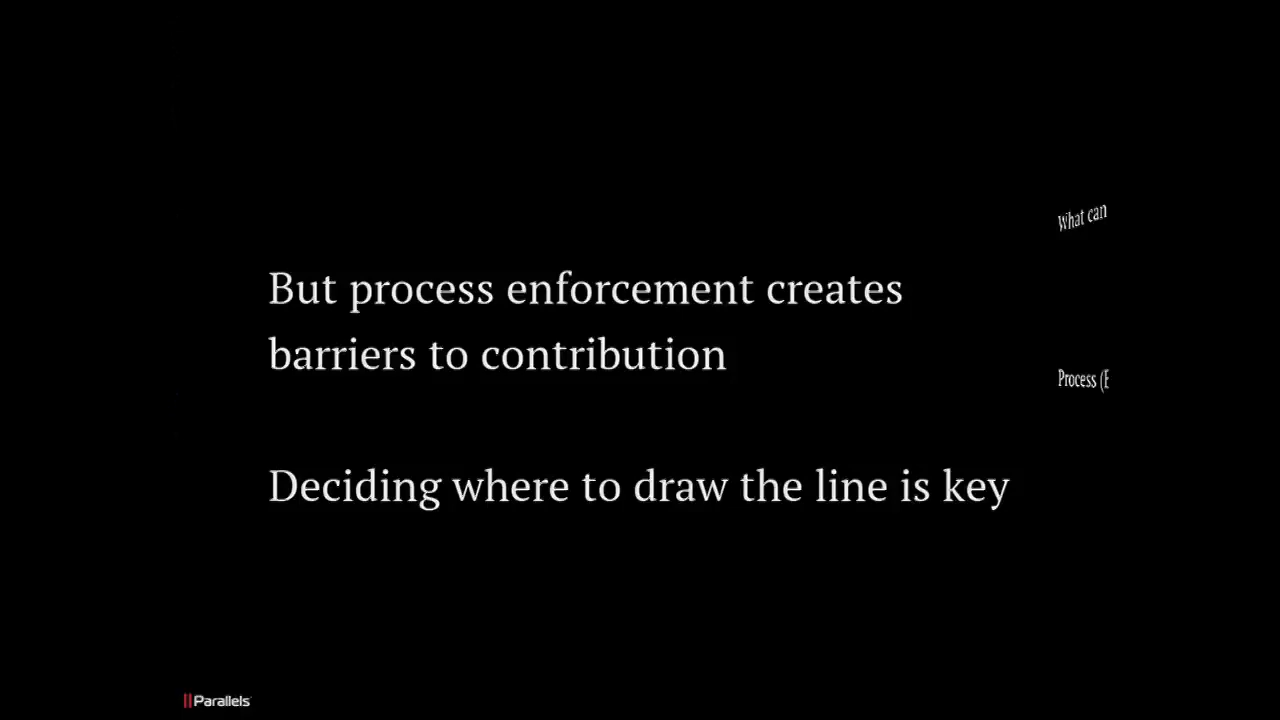 What can
But process enforcement creates
barriers to contribution
Process (E
Deciding where to draw the line is key
Parallels